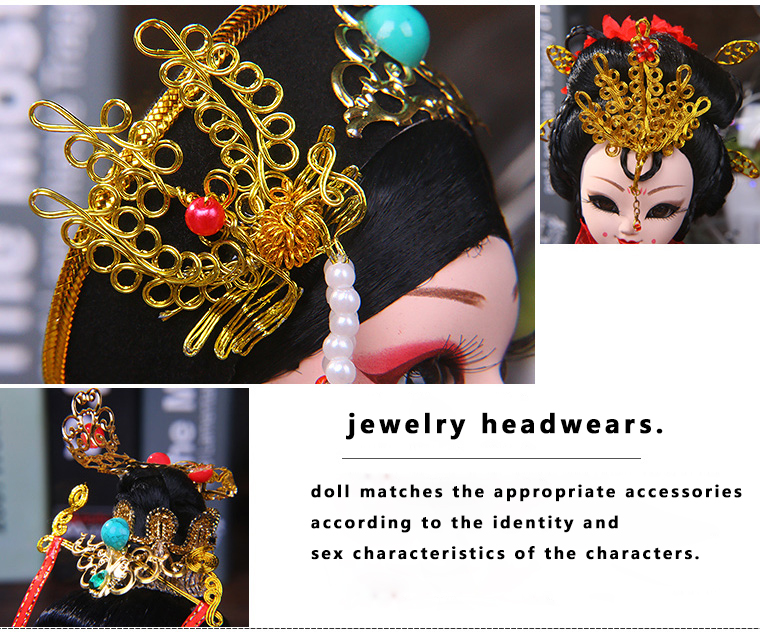 jewelry headwears.
doll matches the appropriate accessories
according to the identity and
sex characteristics of the characters.